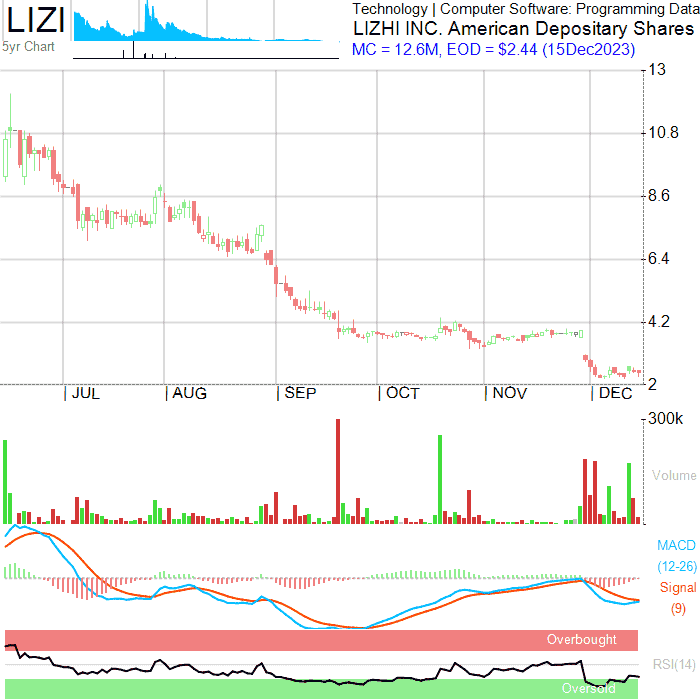 LIZI
5yr Chart
Technology | Computer Software: Programming Data
LIZHI INC. American Depositary Shares
MC = 12.6M, EOD = $2.44 (15Dec2023)
13
10.8
8.6
6.4
4.2
2
JUL AUG SEP OCT NOV DEC
300k
Volume
MACD
(12-26)
Signal
(9)
Overbought
RSI(14)
Oversold